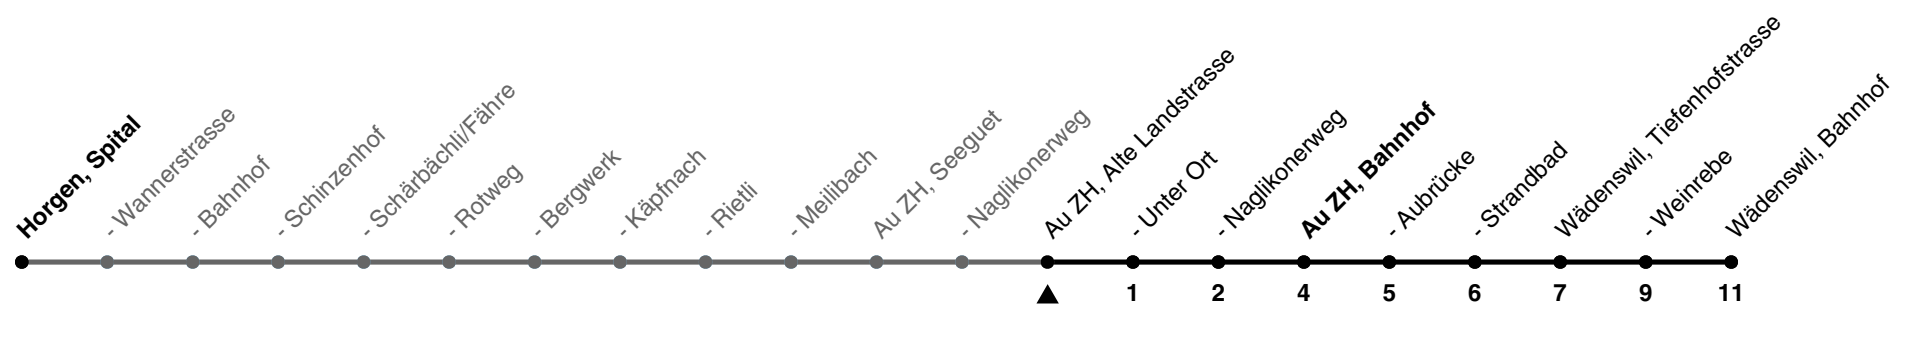 Horgen, Spital
- Wannerstrasse
- Bahnhof
- Schinzenhof
- Schärbächli/Fähre
- Rotweg
- Bergwerk
- Käpfnach
- Rietli
- Meilibach
Au ZH, Seeguet
- Naglikonerweg
Au ZH, Alte Landstrasse
- Unter Ort
- Naglikonerweg
Au ZH, Bahnhof
- Aubrücke
- Strandbad
Wädenswil, Tiefenhofstrasse
- Weinrebe
Wädenswil, Bahnhof
1 2 4 5 6 7 9 11